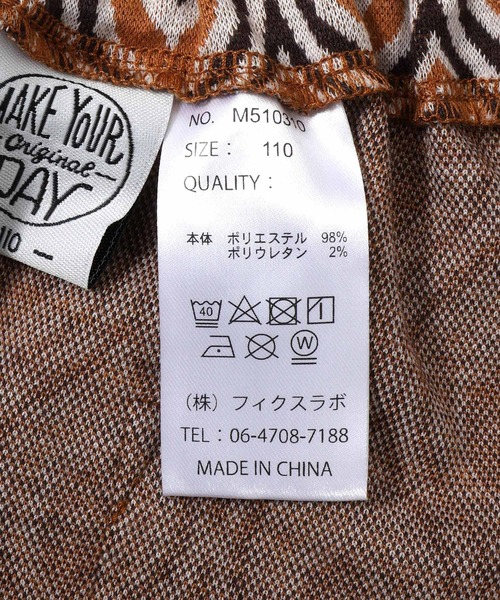 MAKE YOUR
Original
DAY
110
NO. M510310
SIZE : 110
QUALITY :
本体 ポリエステル 98%
ポリウレタン 2%
40
W
(株) フィクスラボ
TEL : 06-4708-7188
MADE IN CHINA